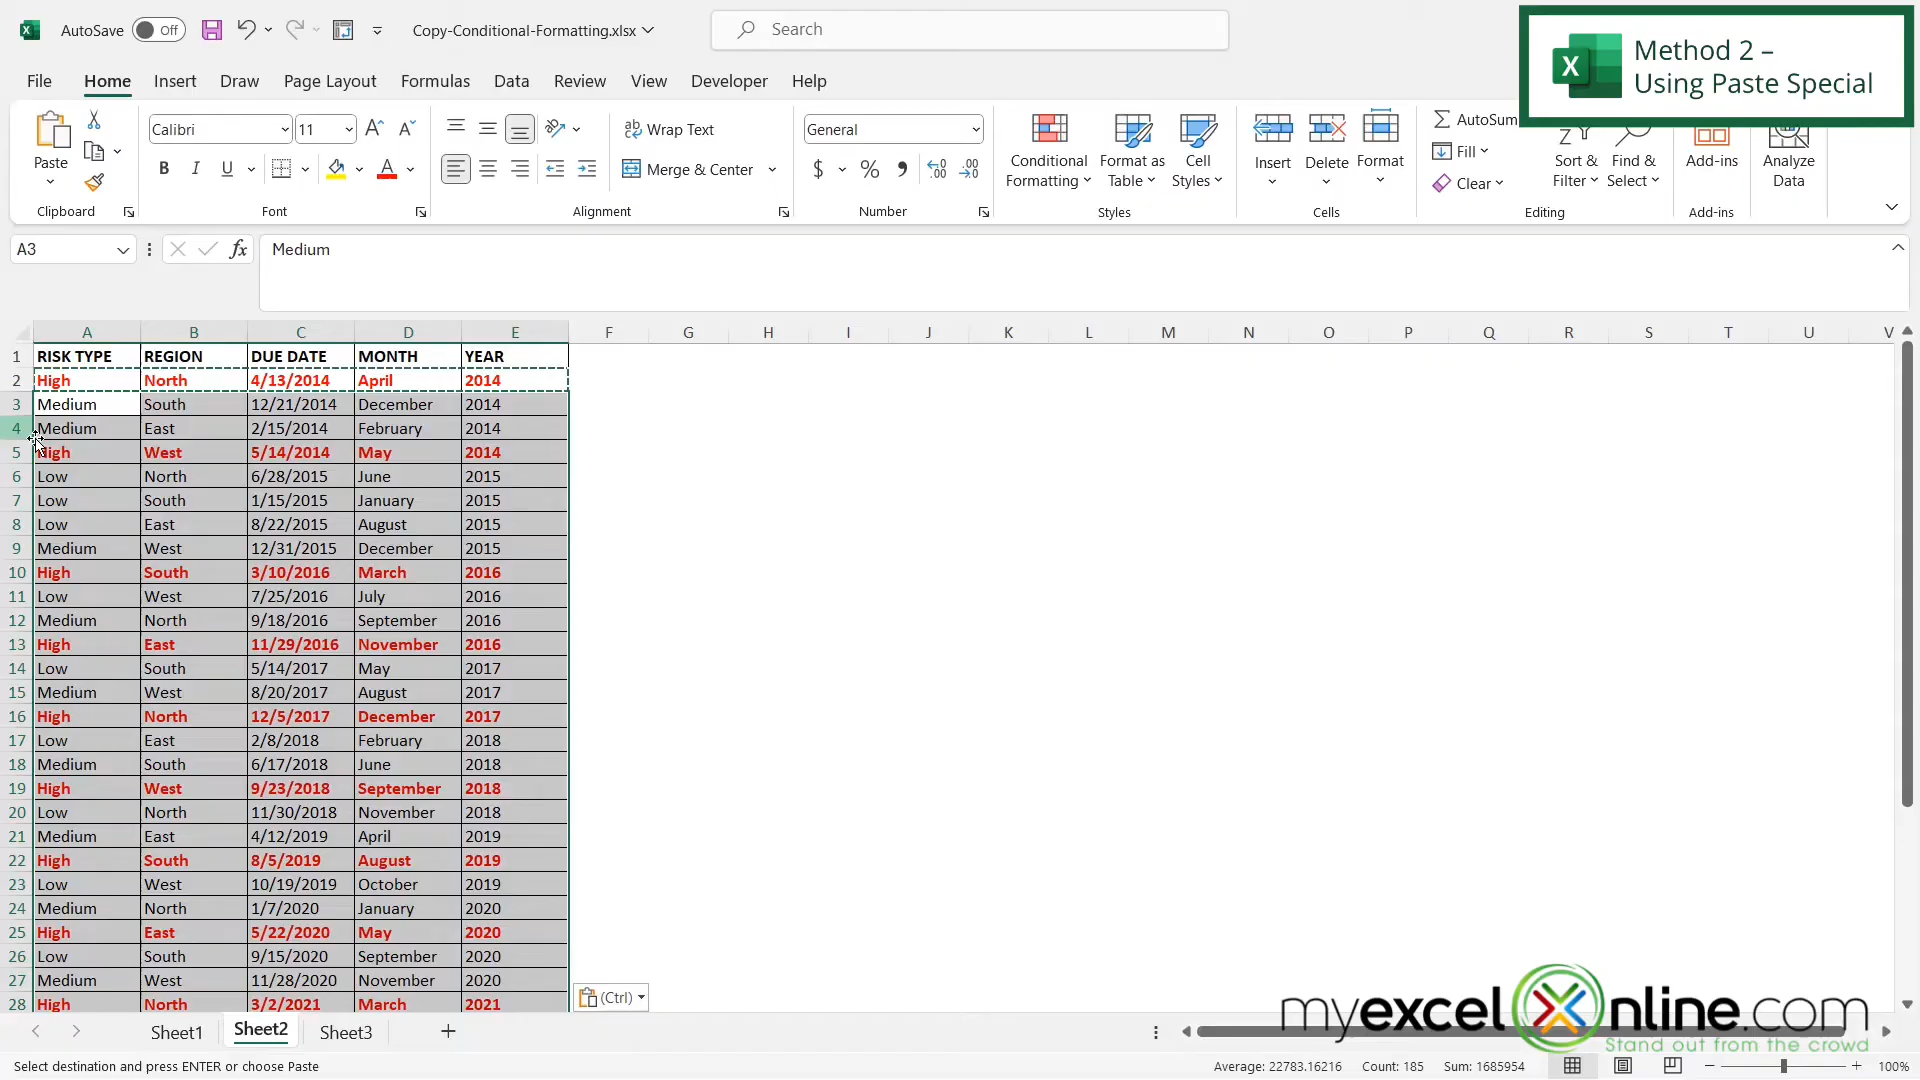 AutoSave Off Copy-Conditional-Formatting.xlsx Search
Method 2 –
Using Paste Special
File Home Insert Draw Page Layout Formulas Data Review View Developer Help
Paste
Calibri 11
B I U
Wrap Text
Merge & Center
General
$ % 9
Conditional
Formatting
Format as
Table
Cell
Styles
Insert Delete Format
AutoSum
Fill
Clear
Sort &
Filter
Find &
Select
Add-ins
Analyze
Data
Clipboard Font Alignment Number Styles Cells Editing Add-ins
A3 fx Medium
A B C D E F G H I J K L M N O P Q R S T U V
1 RISK TYPE REGION DUE DATE MONTH YEAR
2 High North 4/13/2014 April 2014
3 Medium South 12/21/2014 December 2014
4 Medium East 2/15/2014 February 2014
5 High West 5/14/2014 May 2014
6 Low North 6/28/2015 June 2015
7 Low South 1/15/2015 January 2015
8 Low East 8/22/2015 August 2015
9 Medium West 12/31/2015 December 2015
10 High South 3/10/2016 March 2016
11 Low West 7/25/2016 July 2016
12 Medium North 9/18/2016 September 2016
13 High East 11/29/2016 November 2016
14 Low South 5/14/2017 May 2017
15 Medium West 8/20/2017 August 2017
16 High North 12/5/2017 December 2017
17 Low East 2/8/2018 February 2018
18 Medium South 6/17/2018 June 2018
19 High West 9/23/2018 September 2018
20 Low North 11/30/2018 November 2018
21 Medium East 4/12/2019 April 2019
22 High South 8/5/2019 August 2019
23 Low West 10/19/2019 October 2019
24 Medium North 1/7/2020 January 2020
25 High East 5/22/2020 May 2020
26 Low South 9/15/2020 September 2020
27 Medium West 11/28/2020 November 2020
28 High North 3/2/2021 March 2021
(Ctrl)
myexcelonline.com
Stand out from the crowd
Sheet1 Sheet2 Sheet3
Select destination and press ENTER or choose Paste Average: 22783.16216 Count: 185 Sum: 1685954 100%